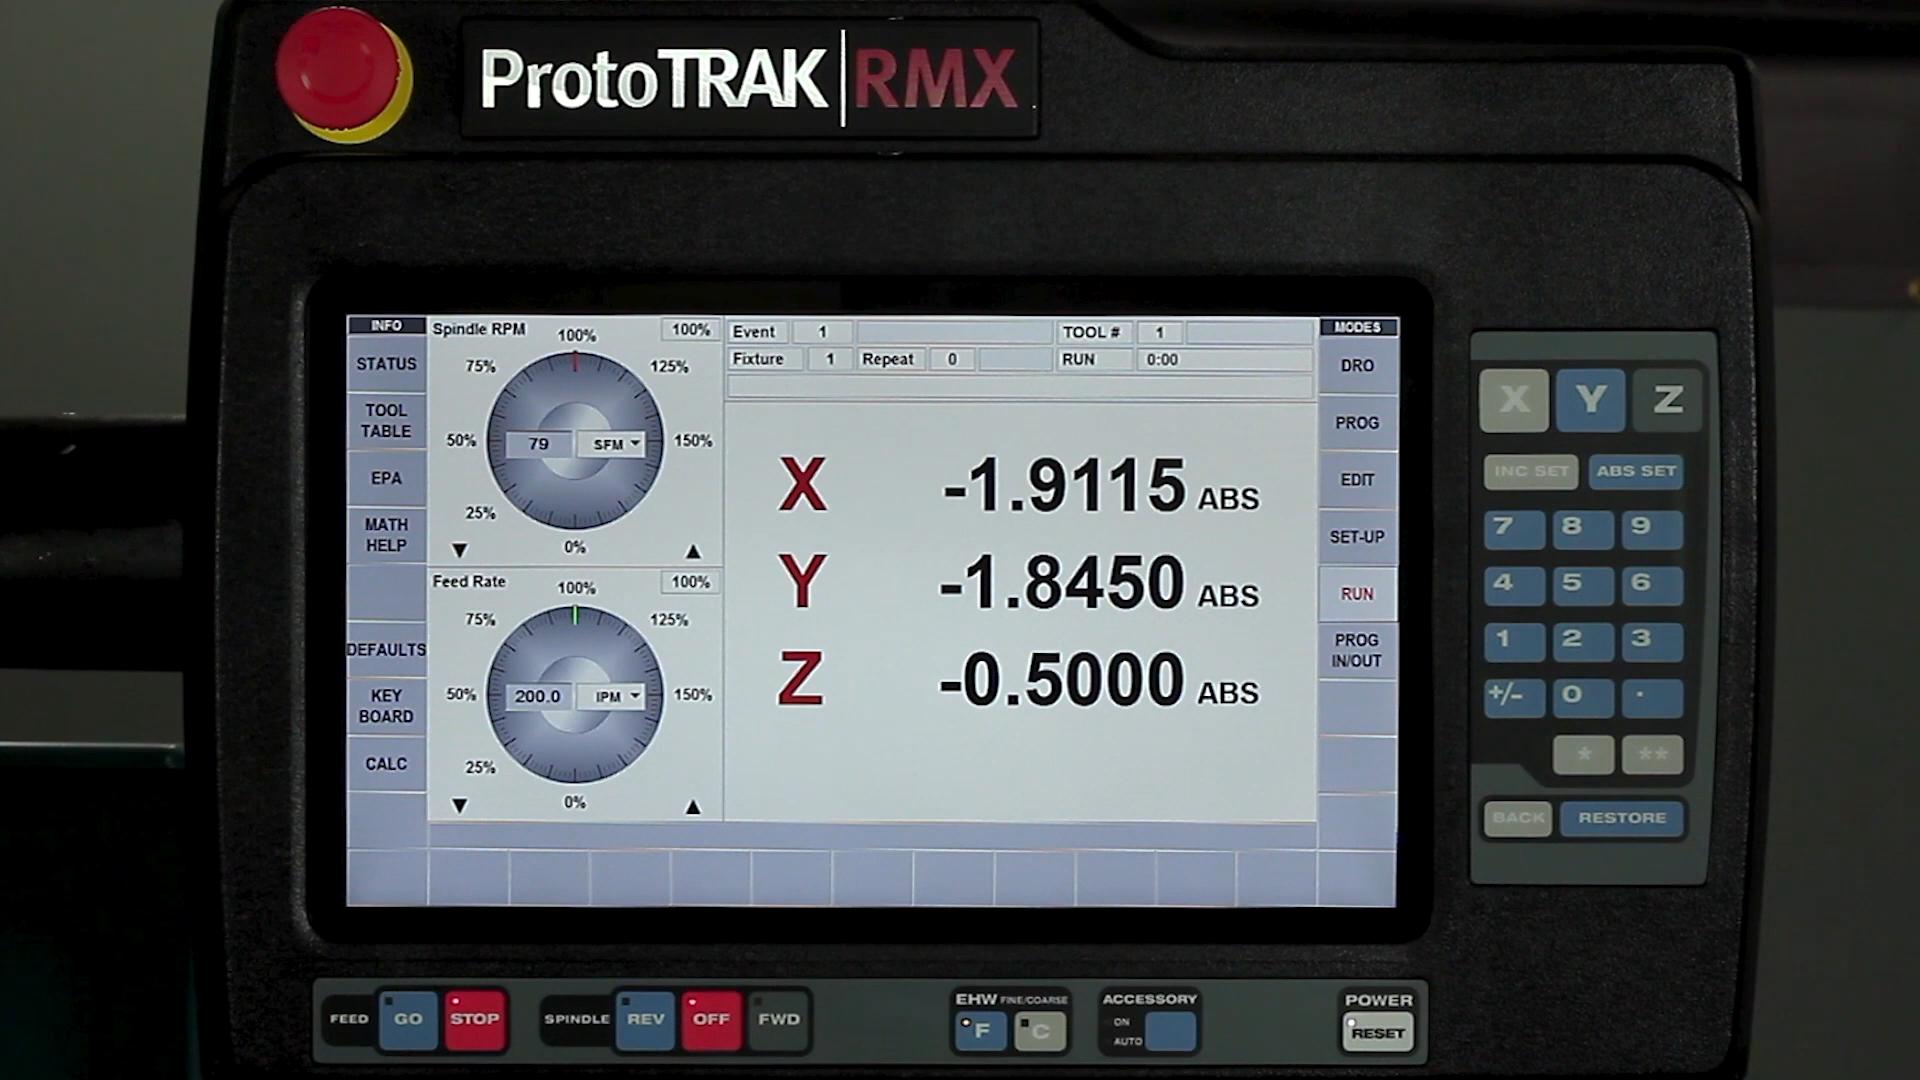 ProtoTRAK RMX
INFO
STATUS
TOOL
TABLE
EPA
MATH
HELP
DEFAULTS
KEY
BOARD
CALC
Spindle RPM 100%
100%
75% 125%
50% 79 SFM 150%
25%
0%
Feed Rate 100%
100%
75% 125%
50% 200.0 IPM 150%
25%
0%
Event 1 TOOL # 1
Fixture 1 Repeat 0 RUN 0:00
X -1.9115 ABS
Y -1.8450 ABS
Z -0.5000 ABS
MODES
DRO
PROG
EDIT
SET-UP
RUN
PROG
IN/OUT
X Y Z
INC SET ABS SET
7 8 9
4 5 6
1 2 3
+/- 0 .
* **
BACK RESTORE
FEED GO STOP
SPINDLE REV OFF FWD
EHW FINE/COARSE
F C
ACCESSORY
ON
AUTO
POWER
RESET